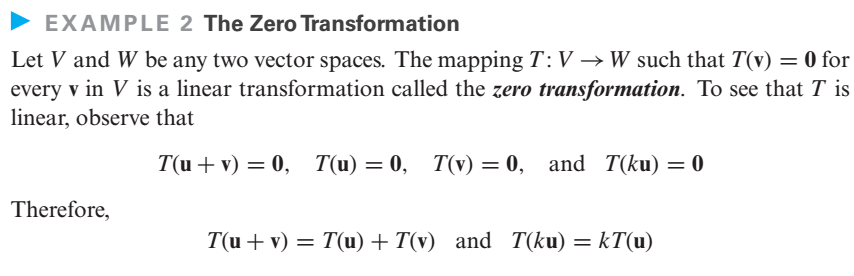 ▶ EXAMPLE 2 The Zero Transformation
Let V and W be any two vector spaces. The mapping T: V → W such that T(v) = 0 for
every v in V is a linear transformation called the zero transformation. To see that T is
linear, observe that
T(u + v) = 0, T(u) = 0, T(v) = 0, and T(ku) = 0
Therefore,
T(u + v) = T(u) + T(v) and T(ku) = kT(u)